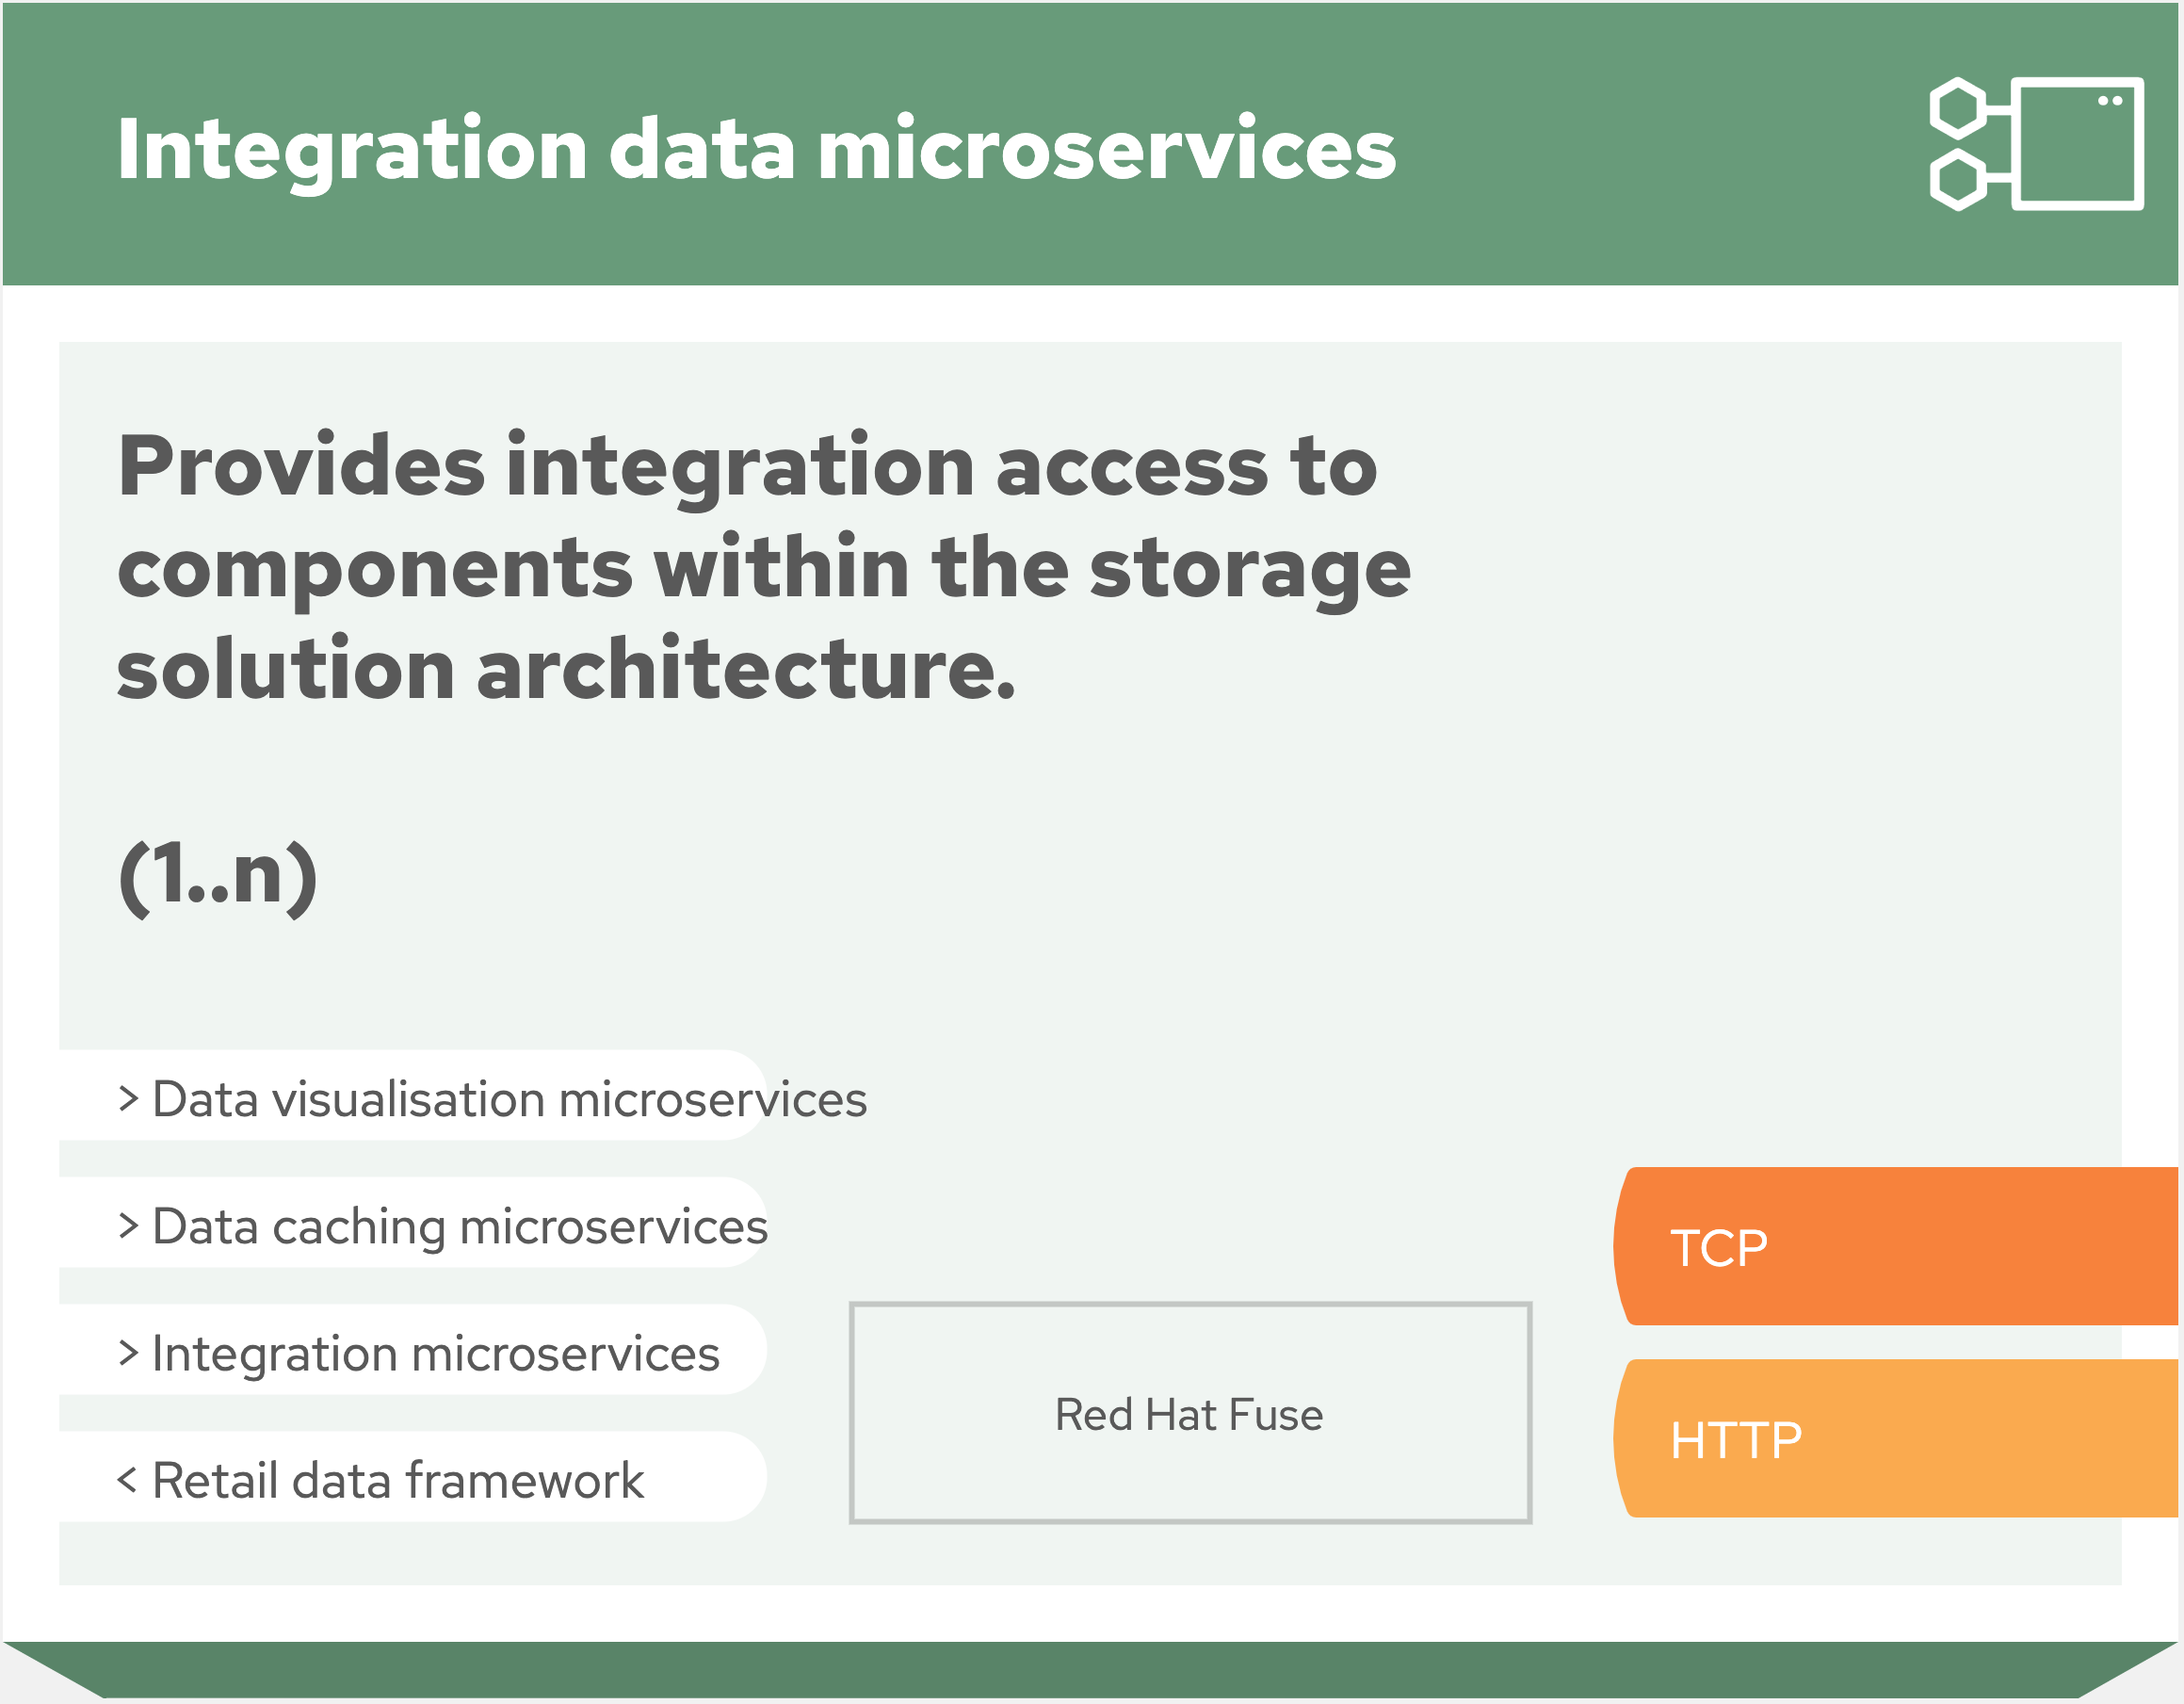 Integration data microservices
Provides integration access to
components within the storage
solution architecture.
(1..n)
> Data visualisation microservices
> Data caching microservices
> Integration microservices
< Retail data framework
Red Hat Fuse
TCP
HTTP